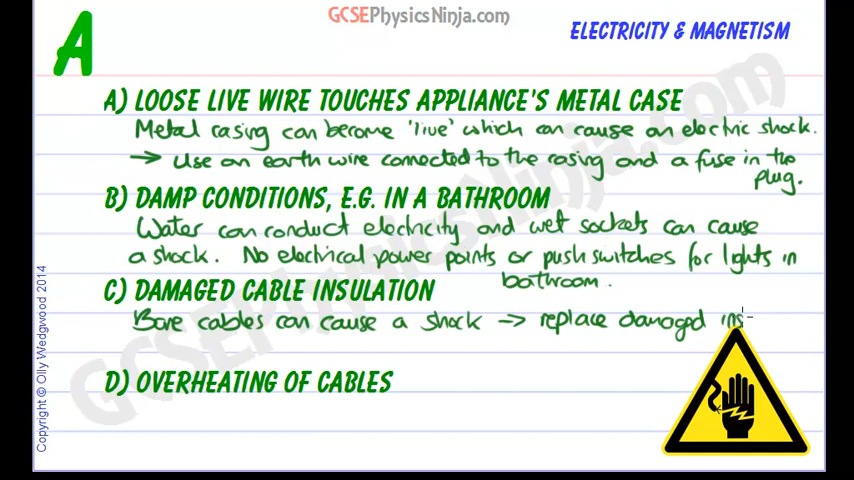 GCSEPhysicsNinja.com
A
ELECTRICITY & MAGNETISM
A) LOOSE LIVE WIRE TOUCHES APPLIANCE'S METAL CASE
Metal casing can become 'live' which can cause an electric shock.
→ Use an earth wire connected to the casing and a fuse in the
plug.
B) DAMP CONDITIONS, E.G. IN A BATHROOM
Water can conduct electricity and wet sockets can cause
a shock. No electrical power points or push switches for lights in
bathroom.
C) DAMAGED CABLE INSULATION
Bare cables can cause a shock → replace damaged ins
D) OVERHEATING OF CABLES
Copyright © Olly Wedgwood 2014
GCSEPhysicsNinja.com